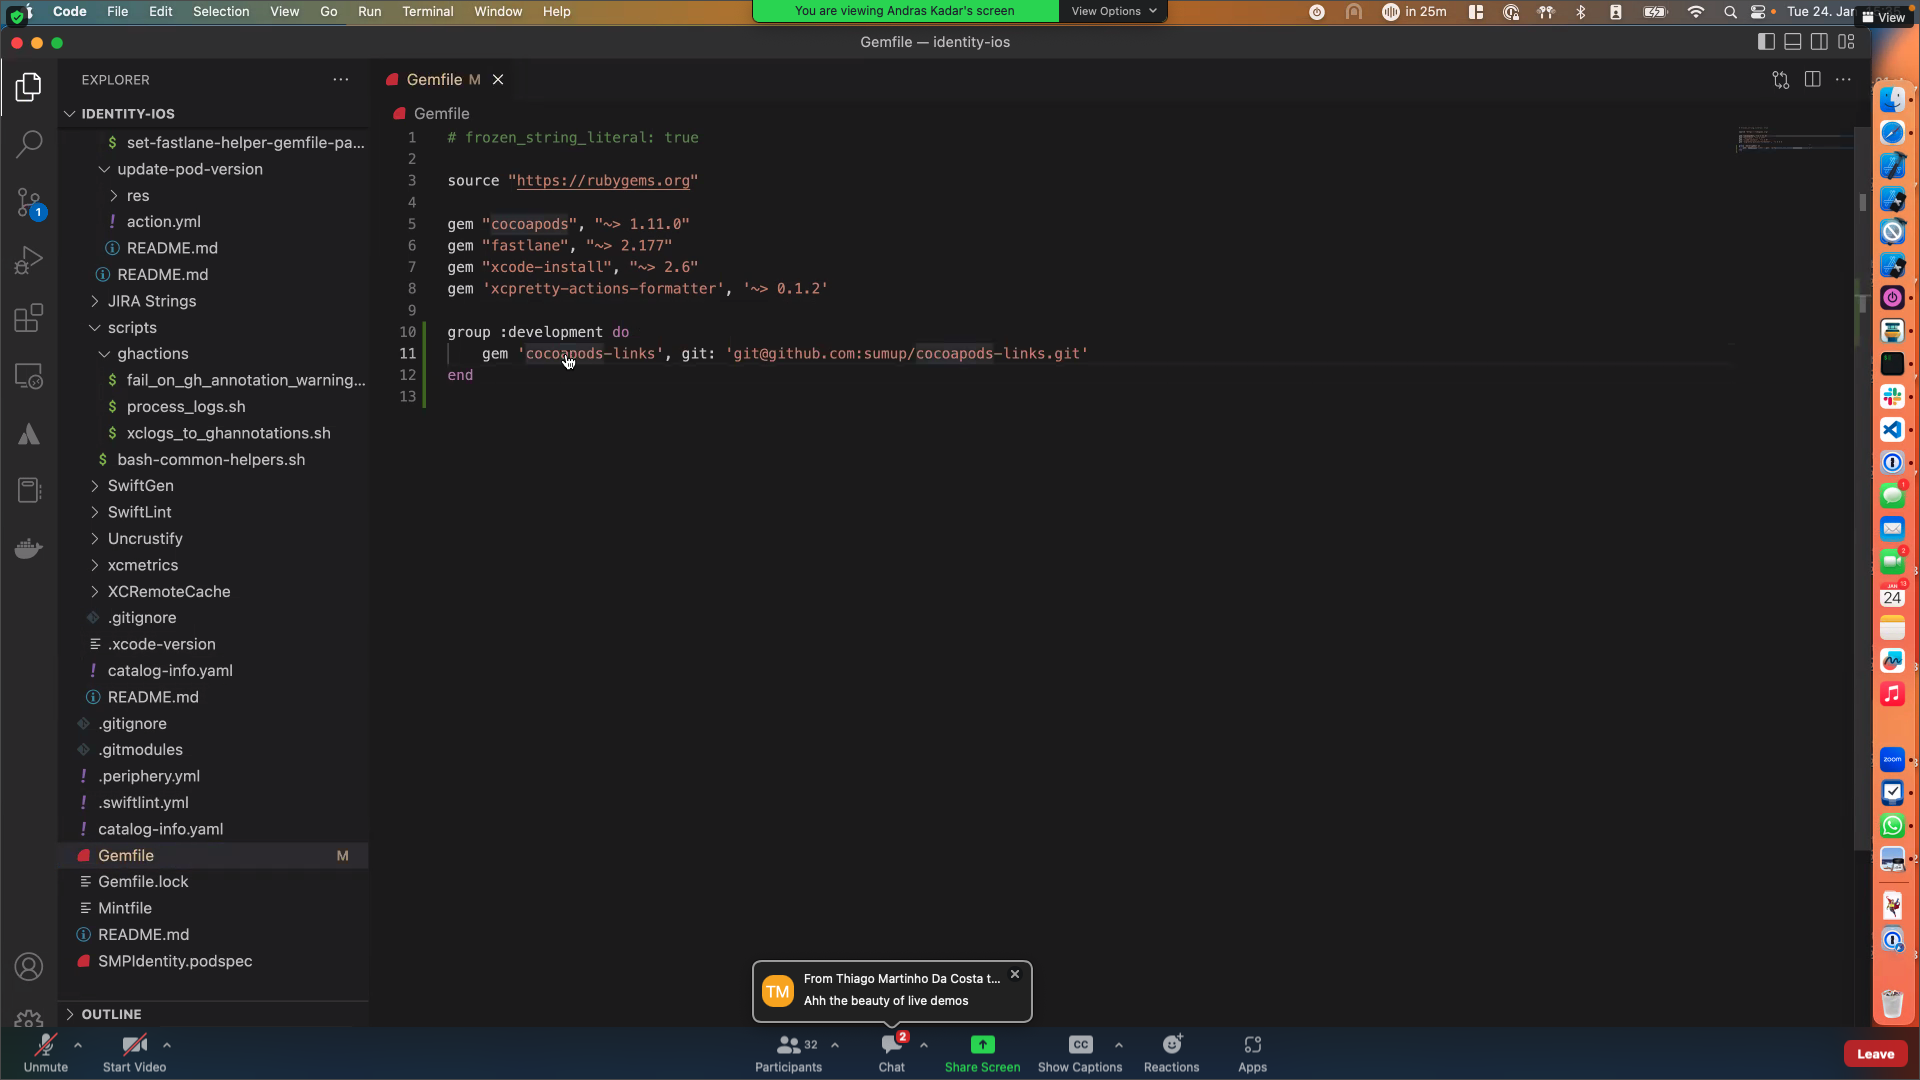 Code File Edit Selection View Go Run Terminal Window Help
You are viewing Andras Kadar's screen
View Options
in 25m
Tue 24. Jan
View
Gemfile — identity-ios
EXPLORER
Gemfile M
IDENTITY-IOS
Gemfile
set-fastlane-helper-gemfile-pa...
update-pod-version
res
action.yml
README.md
README.md
JIRA Strings
scripts
ghactions
fail_on_gh_annotation_warning...
process_logs.sh
xclogs_to_ghannotations.sh
bash-common-helpers.sh
SwiftGen
SwiftLint
Uncrustify
xcmetrics
XCRemoteCache
.gitignore
.xcode-version
catalog-info.yaml
README.md
.gitignore
.gitmodules
.periphery.yml
.swiftlint.yml
catalog-info.yaml
Gemfile M
Gemfile.lock
Mintfile
README.md
SMPIdentity.podspec
OUTLINE
1
1 # frozen_string_literal: true
2
3 source "https://rubygems.org"
4
5 gem "cocoapods", "~> 1.11.0"
6 gem "fastlane", "~> 2.177"
7 gem "xcode-install", "~> 2.6"
8 gem 'xcpretty-actions-formatter', '~> 0.1.2'
9
10 group :development do
11 gem 'cocoapods-links', git: 'git@github.com:sumup/cocoapods-links.git'
12 end
13
TM
From Thiago Martinho Da Costa t...
Ahh the beauty of live demos
JAN
24
zoom
Unmute
Start Video
32
Participants
2
Chat
Share Screen
CC
Show Captions
Reactions
Apps
Leave